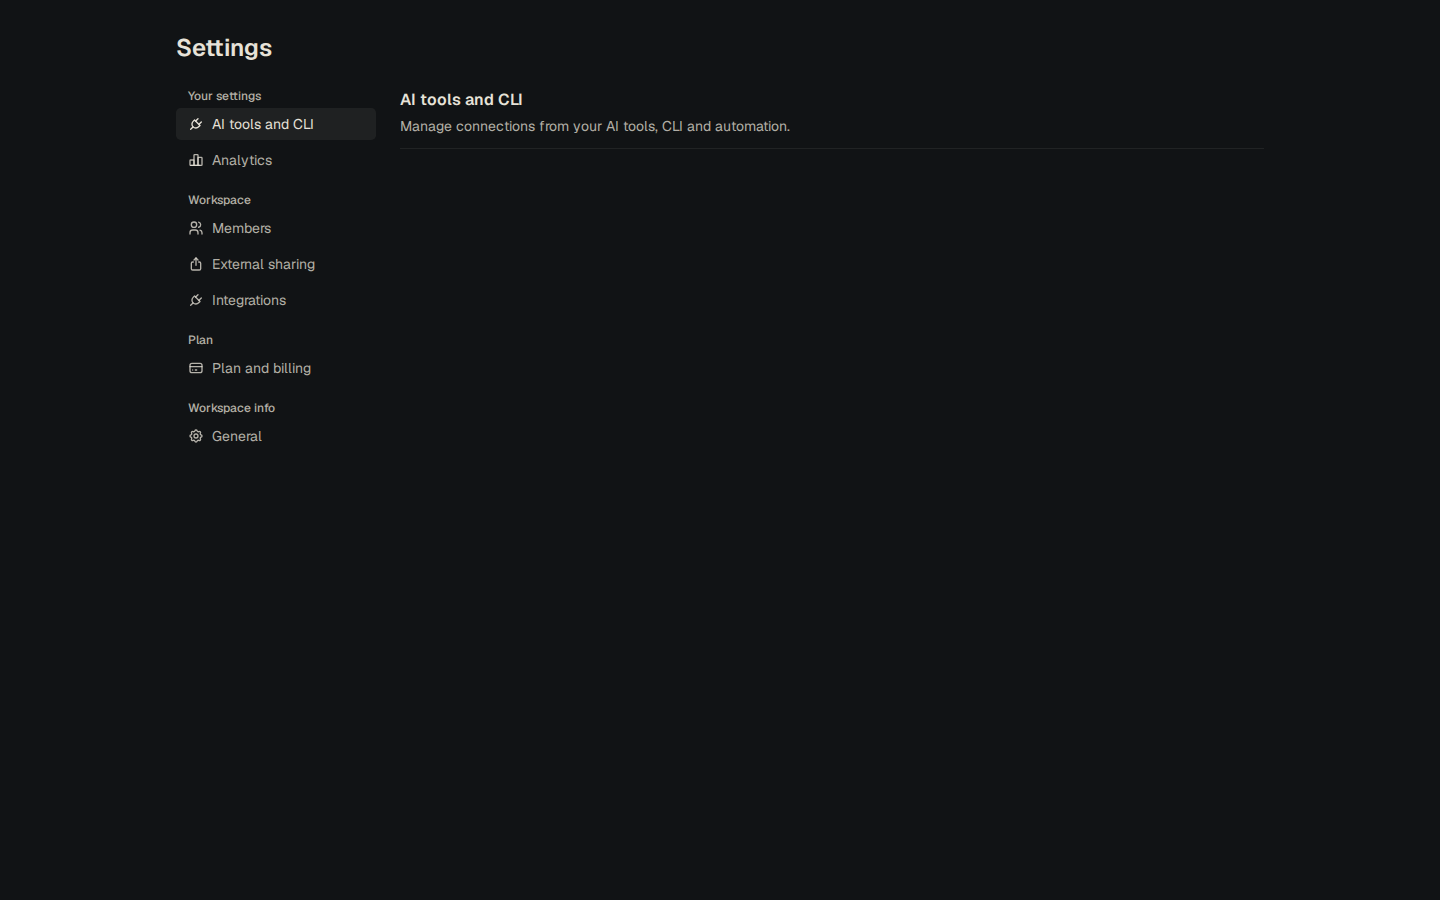 Settings
Your settings
AI tools and CLI
Analytics
Workspace
Members
External sharing
Integrations
Plan
Plan and billing
Workspace info
General
AI tools and CLI
Manage connections from your AI tools, CLI and automation.